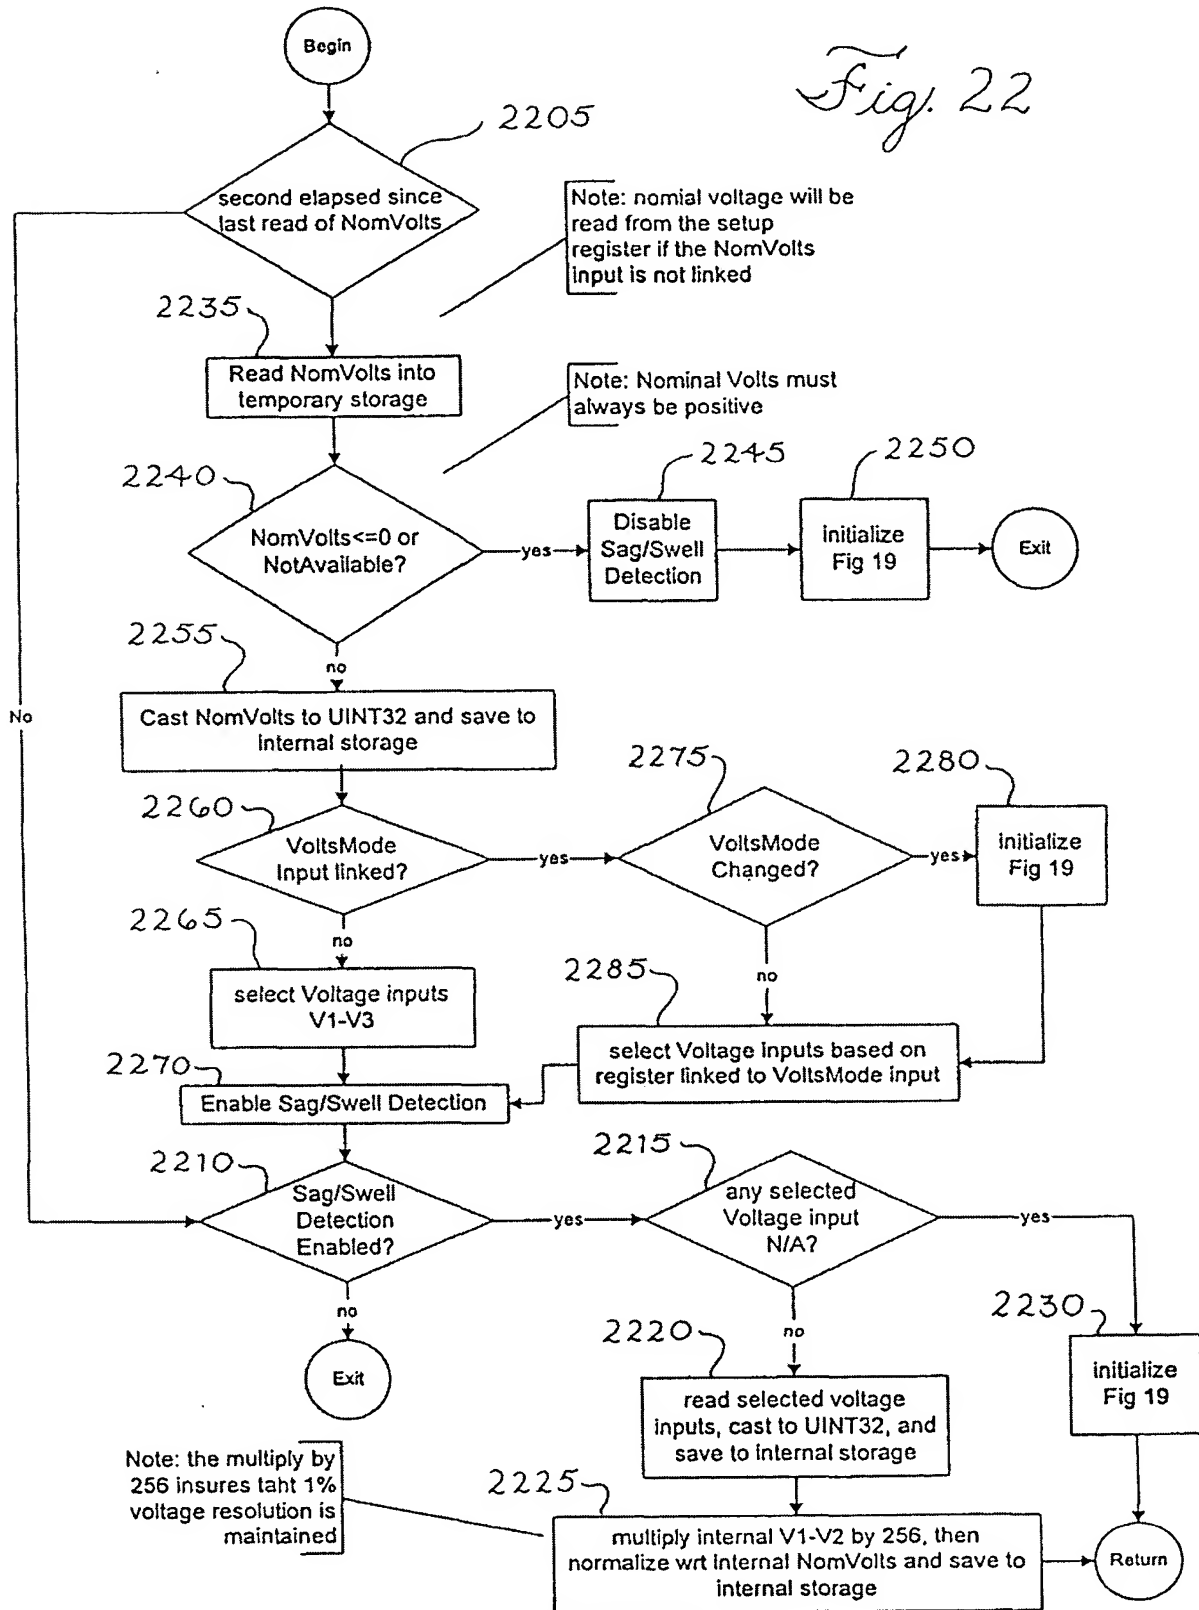 Begin
Fig. 22
2205
second elapsed since
last read of NomVolts
Note: nomial voltage will be
read from the setup
register if the NomVolts
input is not linked
2235
Read NomVolts into
temporary storage
Note: Nominal Volts must
always be positive
2240
NomVolts<=0 or
NotAvailable?
yes
2245
Disable
Sag/Swell
Detection
2250
initialize
Fig 19
Exit
no
2255
Cast NomVolts to UINT32 and save to
internal storage
No
2260
VoltsMode
Input linked?
yes
2275
VoltsMode
Changed?
yes
2280
initialize
Fig 19
no
2265
select Voltage inputs
V1-V3
no
2285
select Voltage inputs based on
register linked to VoltsMode input
2270
Enable Sag/Swell Detection
2210
Sag/Swell
Detection
Enabled?
yes
2215
any selected
Voltage input
N/A?
yes
no
Exit
no
2220
read selected voltage
inputs, cast to UINT32, and
save to internal storage
2230
initialize
Fig 19
Note: the multiply by
256 insures taht 1%
voltage resolution is
maintained
2225
multiply internal V1-V2 by 256, then
normalize wrt internal NomVolts and save to
internal storage
Return